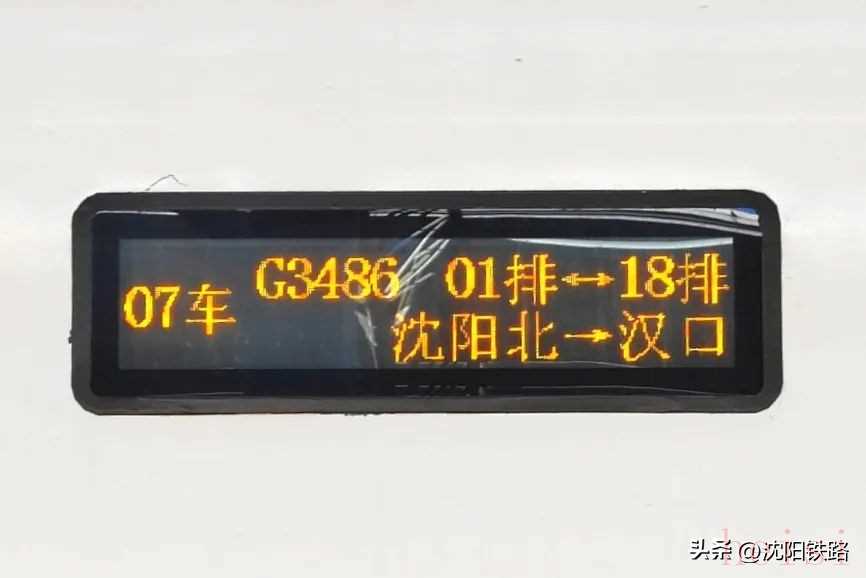 07车
G3486 01排↔18排
沈阳北→汉口
heisi
头条 @沈阳铁路